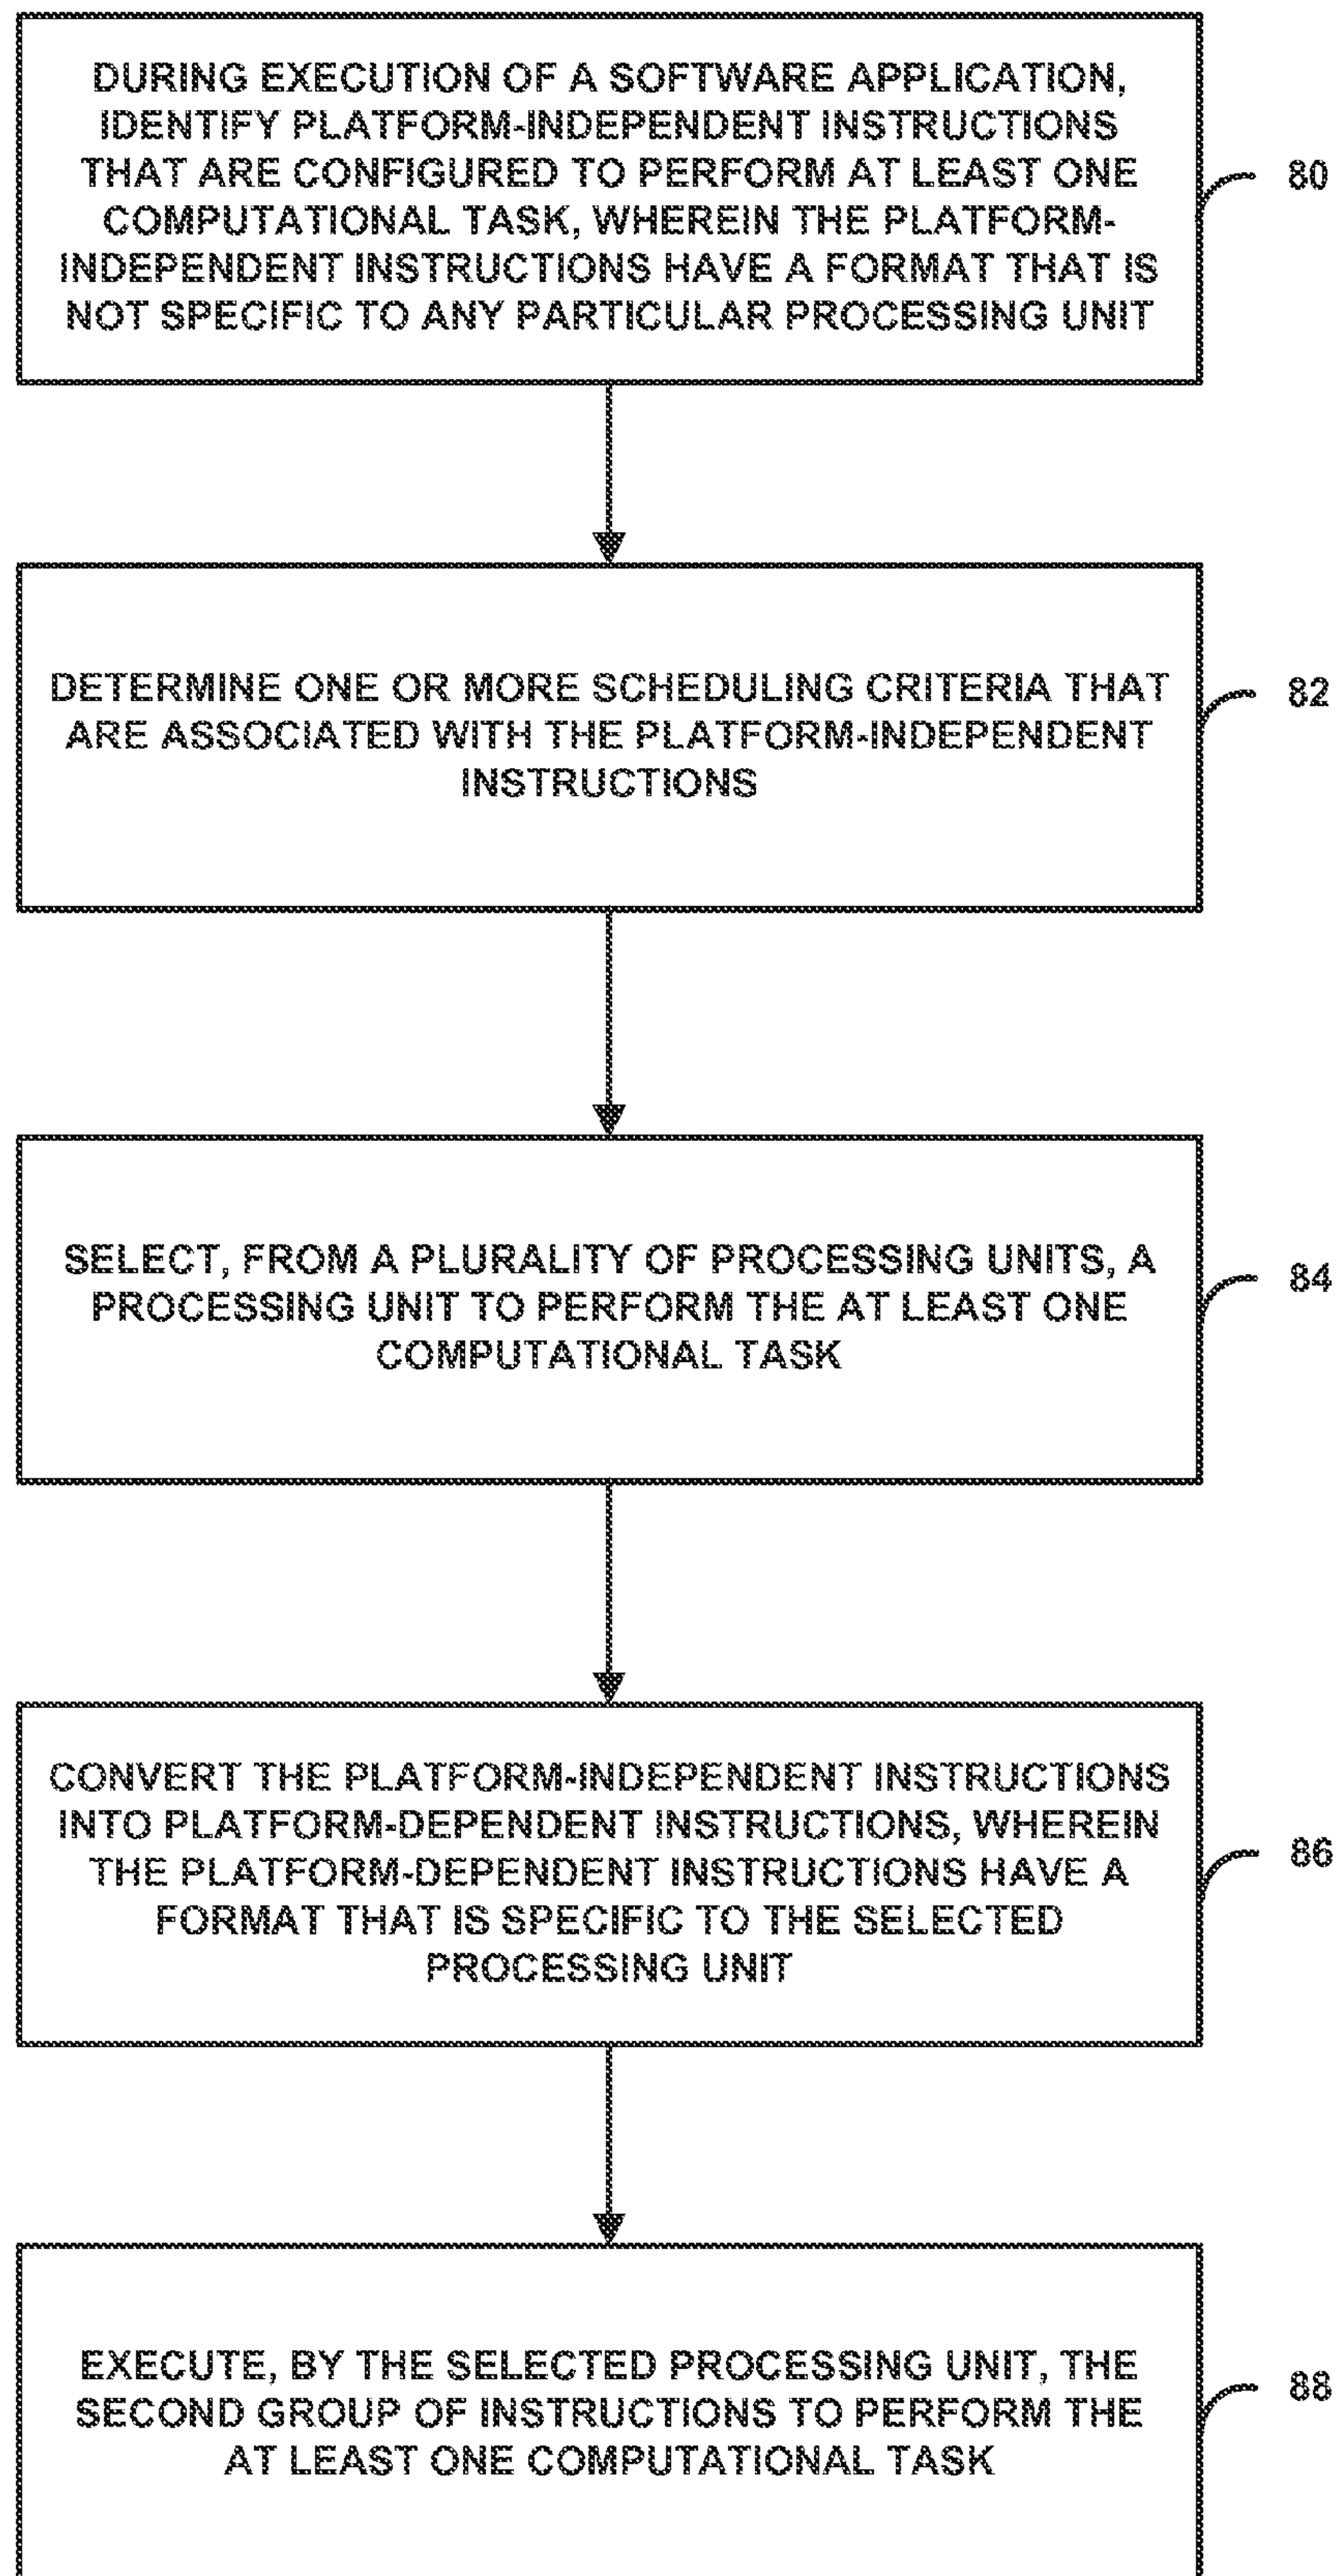 DURING EXECUTION OF A SOFTWARE APPLICATION,
IDENTIFY PLATFORM-INDEPENDENT INSTRUCTIONS
THAT ARE CONFIGURED TO PERFORM AT LEAST ONE
COMPUTATIONAL TASK, WHEREIN THE PLATFORM-
INDEPENDENT INSTRUCTIONS HAVE A FORMAT THAT IS
NOT SPECIFIC TO ANY PARTICULAR PROCESSING UNIT
80
DETERMINE ONE OR MORE SCHEDULING CRITERIA THAT
ARE ASSOCIATED WITH THE PLATFORM-INDEPENDENT
INSTRUCTIONS
82
SELECT, FROM A PLURALITY OF PROCESSING UNITS, A
PROCESSING UNIT TO PERFORM THE AT LEAST ONE
COMPUTATIONAL TASK
84
CONVERT THE PLATFORM-INDEPENDENT INSTRUCTIONS
INTO PLATFORM-DEPENDENT INSTRUCTIONS, WHEREIN
THE PLATFORM-DEPENDENT INSTRUCTIONS HAVE A
FORMAT THAT IS SPECIFIC TO THE SELECTED
PROCESSING UNIT
86
EXECUTE, BY THE SELECTED PROCESSING UNIT, THE
SECOND GROUP OF INSTRUCTIONS TO PERFORM THE
AT LEAST ONE COMPUTATIONAL TASK
88